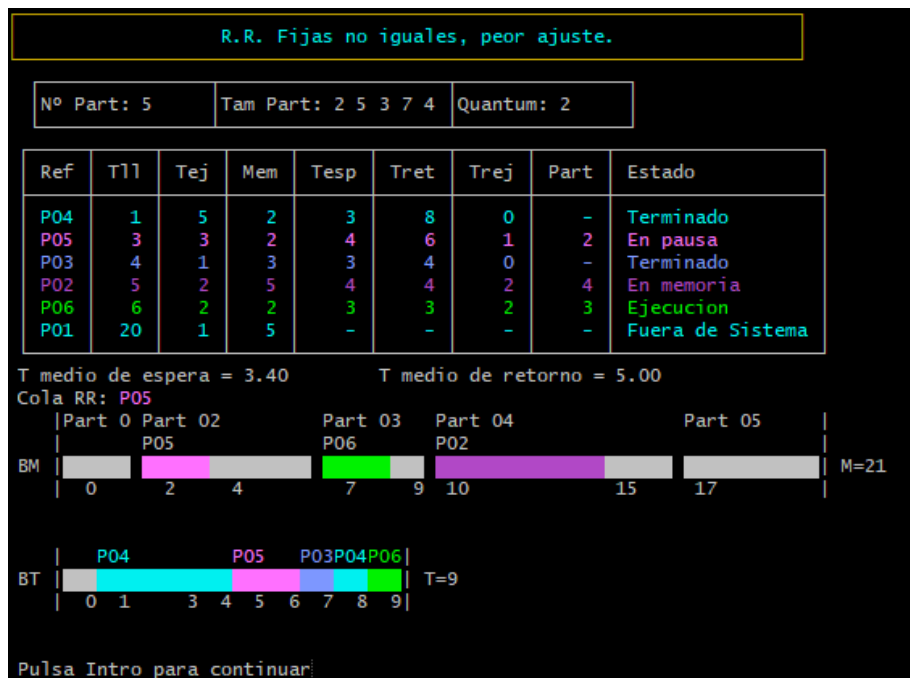 R.R. Fijas no iguales, peor ajuste.
Nº Part: 5 Tam Part: 2 5 3 7 4 Quantum: 2
Ref Tll Tej Mem Tesp Tret Trej Part Estado
P04 1 5 2 3 8 0 - Terminado
P05 3 3 2 4 6 1 2 En pausa
P03 4 1 3 3 4 0 - Terminado
P02 5 2 5 4 4 2 4 En memoria
P06 6 2 2 3 3 2 3 Ejecucion
P01 20 1 5 - - - - Fuera de Sistema
T medio de espera = 3.40 T medio de retorno = 5.00
Cola RR: P05
|Part 0 Part 02 Part 03 Part 04 Part 05 |
| P05 P06 P02 |
BM | | M=21
| 0 2 4 7 9 10 15 17 |
| P04 P05 P03P04P06|
BT | | T=9
| 0 1 3 4 5 6 7 8 9|
Pulsa Intro para continuar